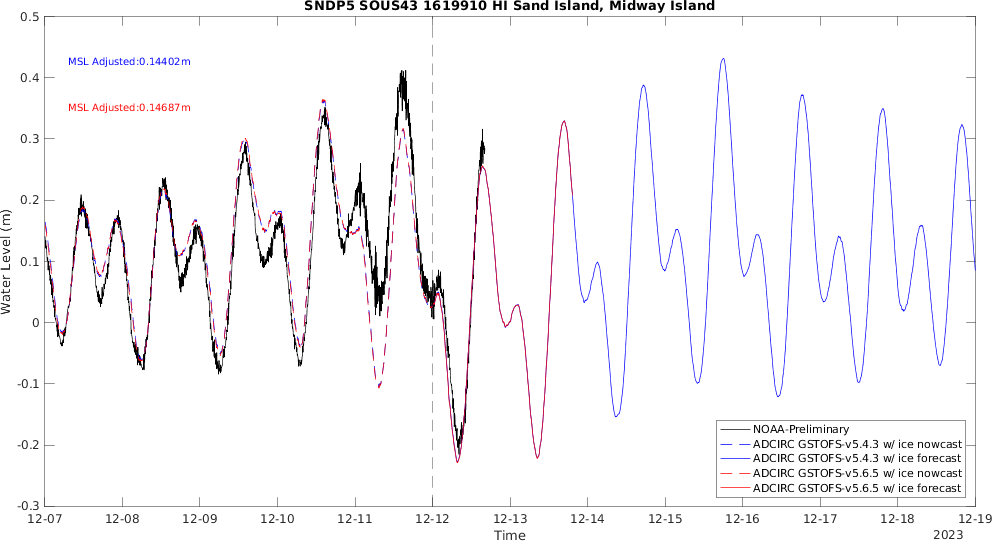 SNDP5 SOUS43 1619910 HI Sand Island, Midway Island
0.5
0.4
0.3
0.2
0.1
0
-0.1
-0.2
-0.3
Water Level (m)
MSL Adjusted:0.14402m
MSL Adjusted:0.14687m
NOAA-Preliminary
ADCIRC GSTOFS-v5.4.3 w/ ice nowcast
ADCIRC GSTOFS-v5.4.3 w/ ice forecast
ADCIRC GSTOFS-v5.6.5 w/ ice nowcast
ADCIRC GSTOFS-v5.6.5 w/ ice forecast
12-07 12-08 12-09 12-10 12-11 12-12 12-13 12-14 12-15 12-16 12-17 12-18 12-19
Time
2023